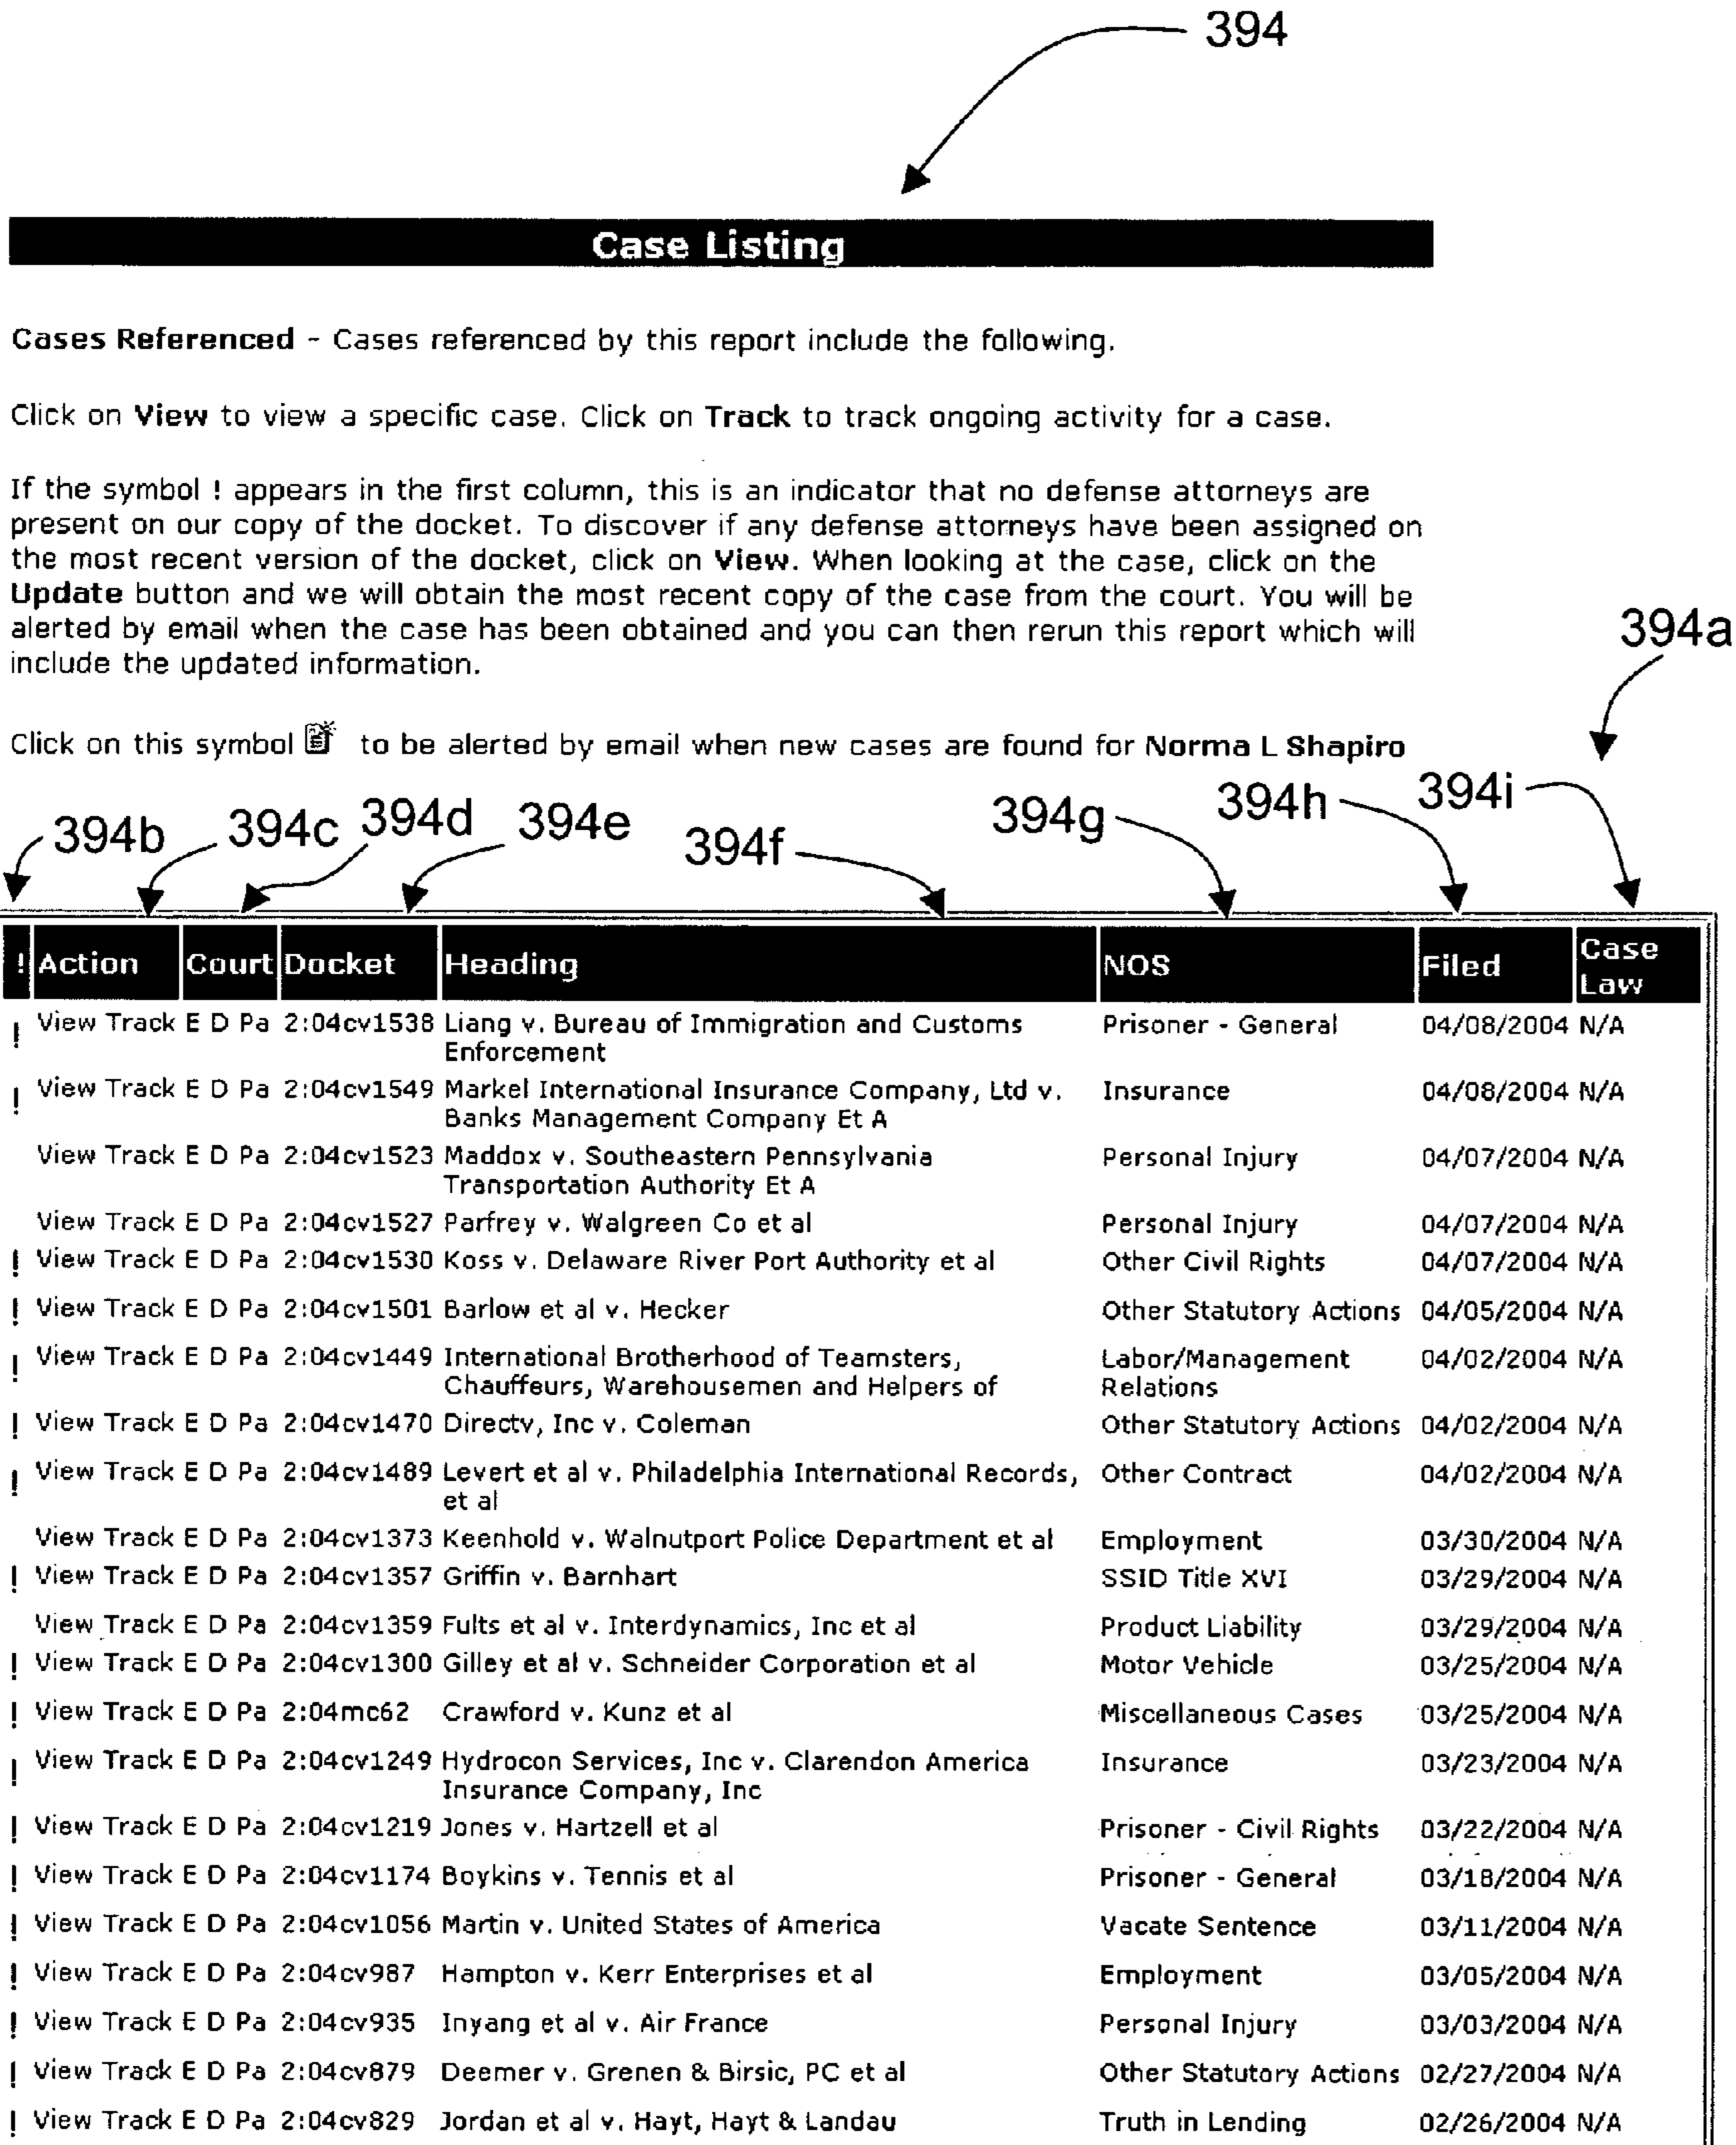 394
Case Listing
Cases Referenced - Cases referenced by this report include the following.
Click on View to view a specific case. Click on Track to track ongoing activity for a case.
If the symbol ! appears in the first column, this is an indicator that no defense attorneys are
present on our copy of the docket. To discover if any defense attorneys have been assigned on
the most recent version of the docket, click on View. When looking at the case, click on the
Update button and we will obtain the most recent copy of the case from the court. You will be
alerted by email when the case has been obtained and you can then rerun this report which will
include the updated information.
394a
Click on this symbol to be alerted by email when new cases are found for Norma L Shapiro
394b 394c 394d 394e 394f 394g 394h 394i
! Action Court Docket Heading NOS Filed Case
Law
! View Track E D Pa 2:04cv1538 Liang v. Bureau of Immigration and Customs Prisoner - General 04/08/2004 N/A
Enforcement
! View Track E D Pa 2:04cv1549 Markel International Insurance Company, Ltd v. Insurance 04/08/2004 N/A
Banks Management Company Et A
View Track E D Pa 2:04cv1523 Maddox v. Southeastern Pennsylvania Personal Injury 04/07/2004 N/A
Transportation Authority Et A
View Track E D Pa 2:04cv1527 Parfrey v. Walgreen Co et al Personal Injury 04/07/2004 N/A
! View Track E D Pa 2:04cv1530 Koss v. Delaware River Port Authority et al Other Civil Rights 04/07/2004 N/A
! View Track E D Pa 2:04cv1501 Barlow et al v. Hecker Other Statutory Actions 04/05/2004 N/A
! View Track E D Pa 2:04cv1449 International Brotherhood of Teamsters, Labor/Management 04/02/2004 N/A
Chauffeurs, Warehousemen and Helpers of Relations
! View Track E D Pa 2:04cv1470 Directv, Inc v. Coleman Other Statutory Actions 04/02/2004 N/A
! View Track E D Pa 2:04cv1489 Levert et al v. Philadelphia International Records, Other Contract 04/02/2004 N/A
et al
View Track E D Pa 2:04cv1373 Keenhold v. Walnutport Police Department et al Employment 03/30/2004 N/A
! View Track E D Pa 2:04cv1357 Griffin v. Barnhart SSID Title XVI 03/29/2004 N/A
View Track E D Pa 2:04cv1359 Fults et al v. Interdynamics, Inc et al Product Liability 03/29/2004 N/A
! View Track E D Pa 2:04cv1300 Gilley et al v. Schneider Corporation et al Motor Vehicle 03/25/2004 N/A
! View Track E D Pa 2:04mc62 Crawford v. Kunz et al Miscellaneous Cases 03/25/2004 N/A
! View Track E D Pa 2:04cv1249 Hydrocon Services, Inc v. Clarendon America Insurance 03/23/2004 N/A
Insurance Company, Inc
! View Track E D Pa 2:04cv1219 Jones v. Hartzell et al Prisoner - Civil Rights 03/22/2004 N/A
! View Track E D Pa 2:04cv1174 Boykins v. Tennis et al Prisoner - General 03/18/2004 N/A
! View Track E D Pa 2:04cv1056 Martin v. United States of America Vacate Sentence 03/11/2004 N/A
! View Track E D Pa 2:04cv987 Hampton v. Kerr Enterprises et al Employment 03/05/2004 N/A
! View Track E D Pa 2:04cv935 Inyang et al v. Air France Personal Injury 03/03/2004 N/A
! View Track E D Pa 2:04cv879 Deemer v. Grenen & Birsic, PC et al Other Statutory Actions 02/27/2004 N/A
! View Track E D Pa 2:04cv829 Jordan et al v. Hayt, Hayt & Landau Truth in Lending 02/26/2004 N/A